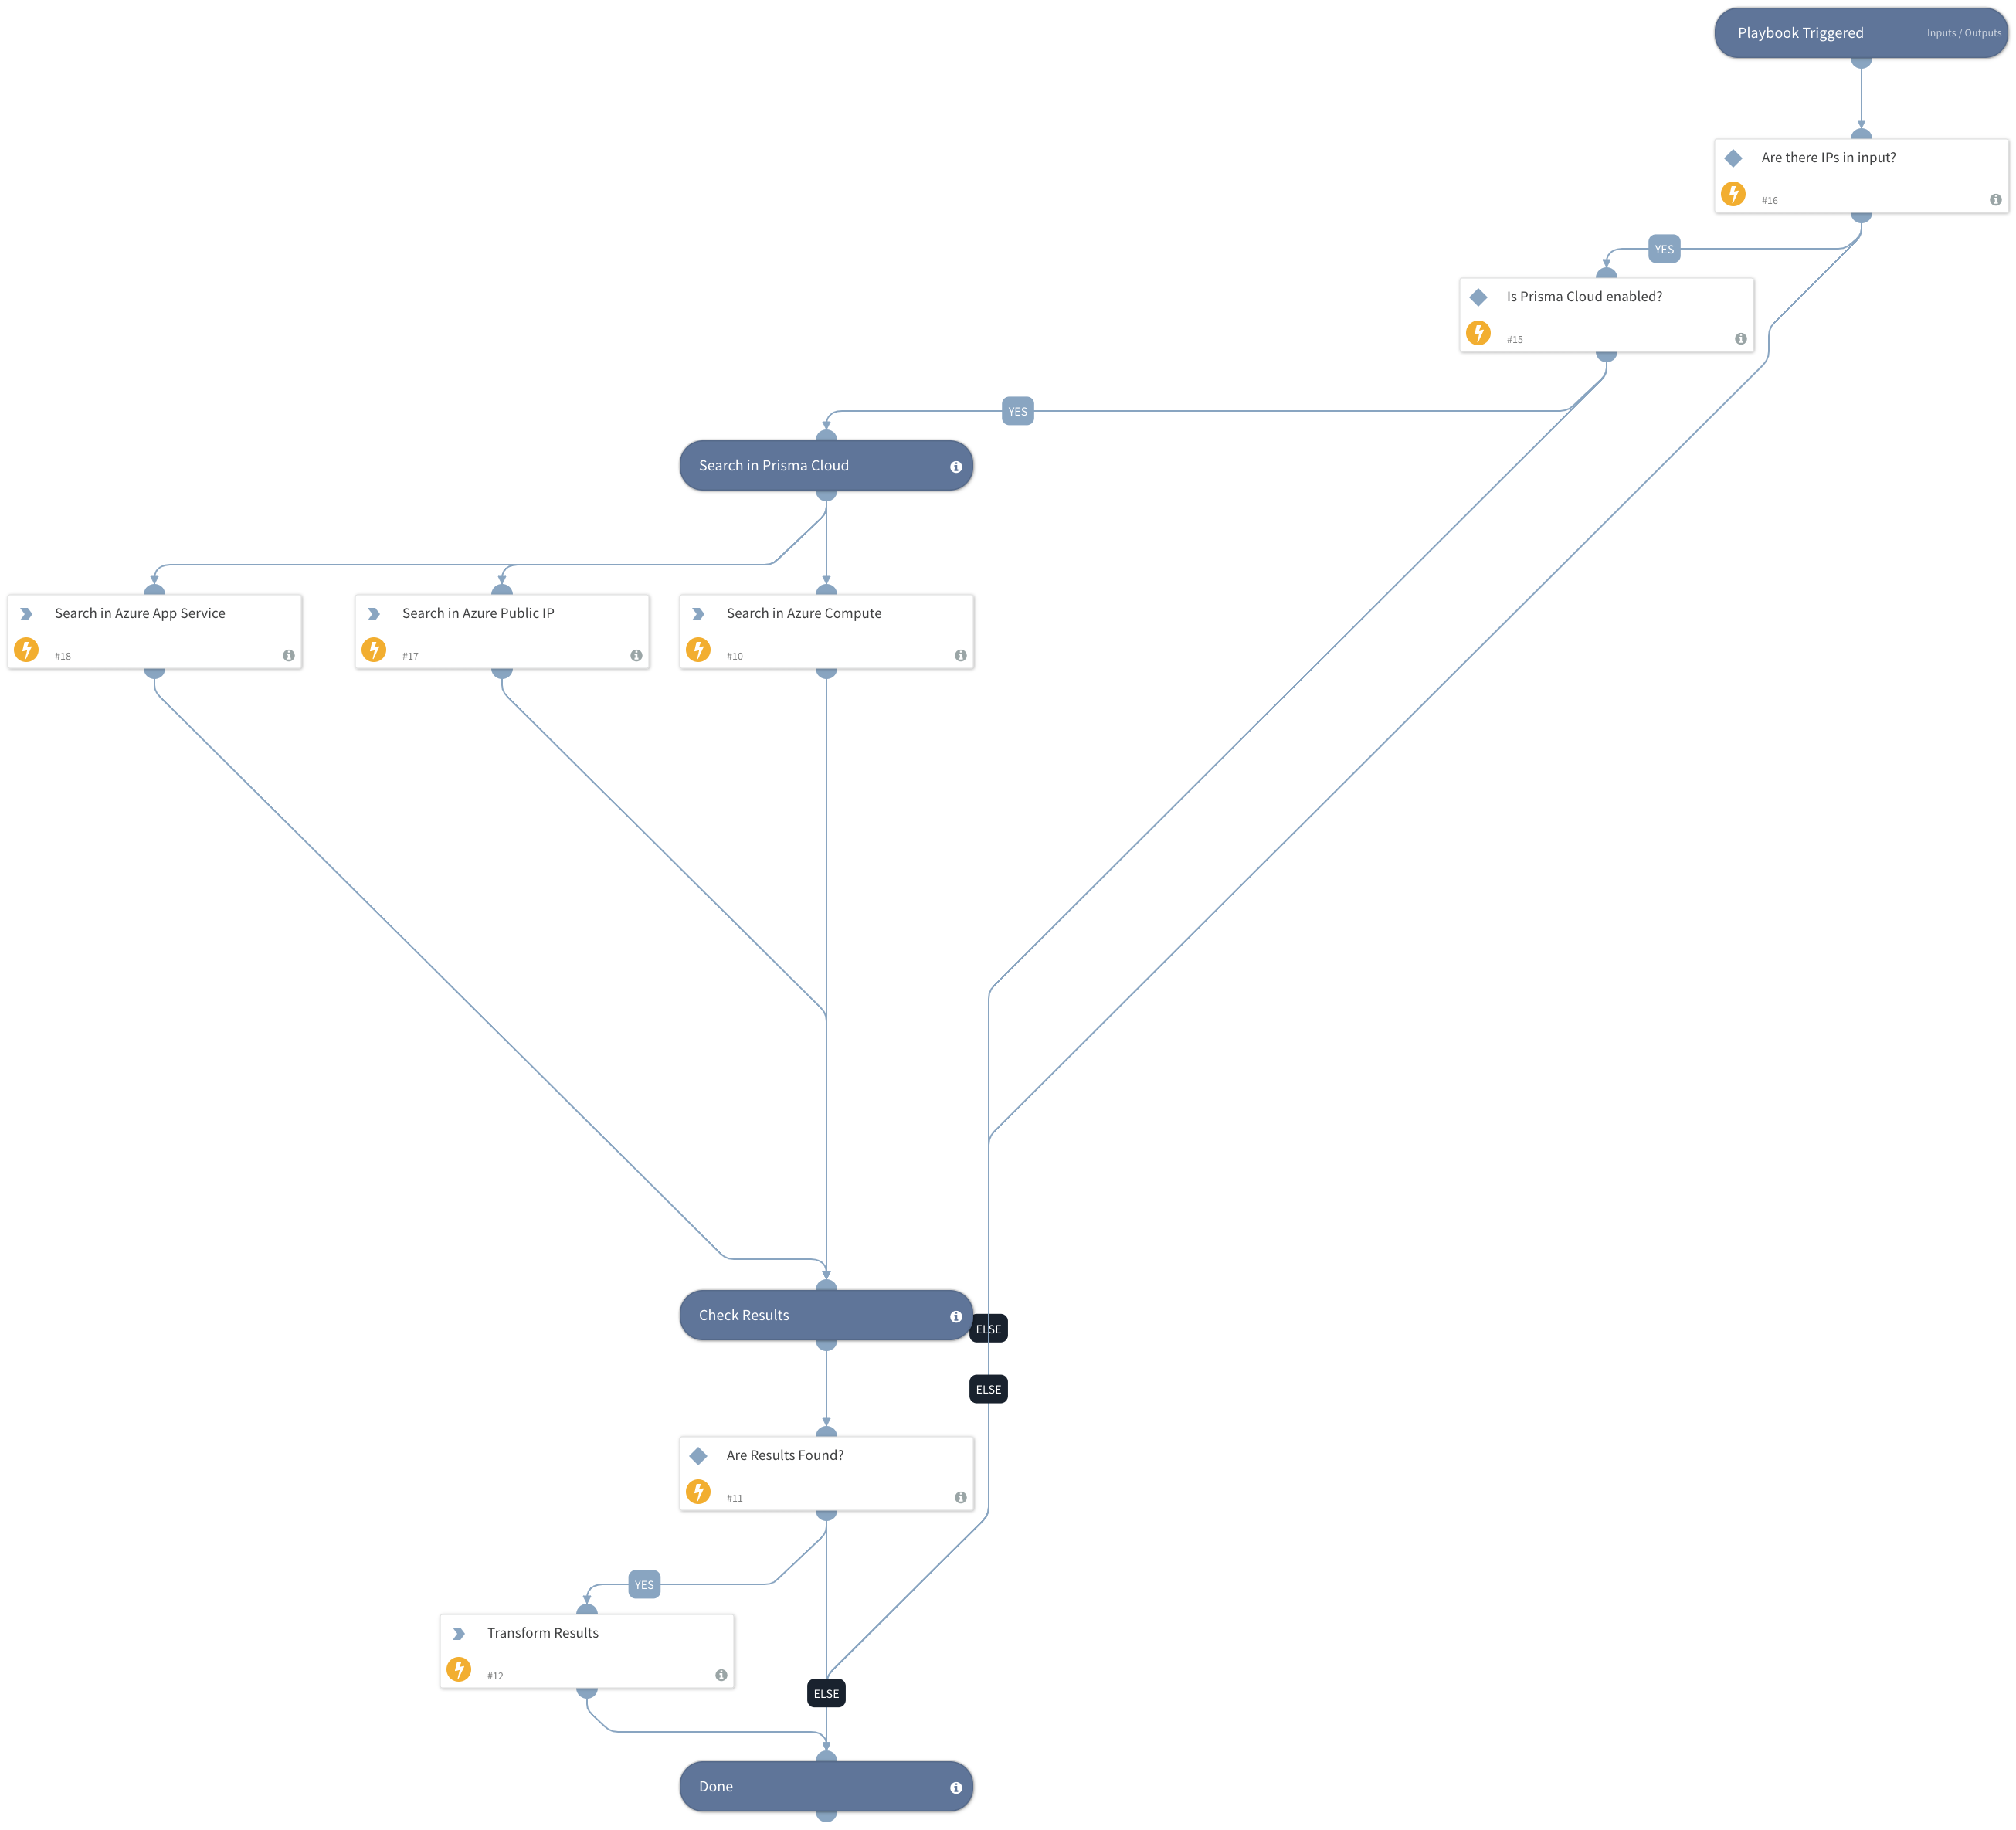 Playbook Triggered
Inputs / Outputs
Are there IPs in input?
#16
YES
Is Prisma Cloud enabled?
#15
YES
Search in Prisma Cloud
Search in Azure App Service
#18
Search in Azure Public IP
#17
Search in Azure Compute
#10
Check Results
ELSE
ELSE
Are Results Found?
#11
YES
Transform Results
#12
ELSE
Done